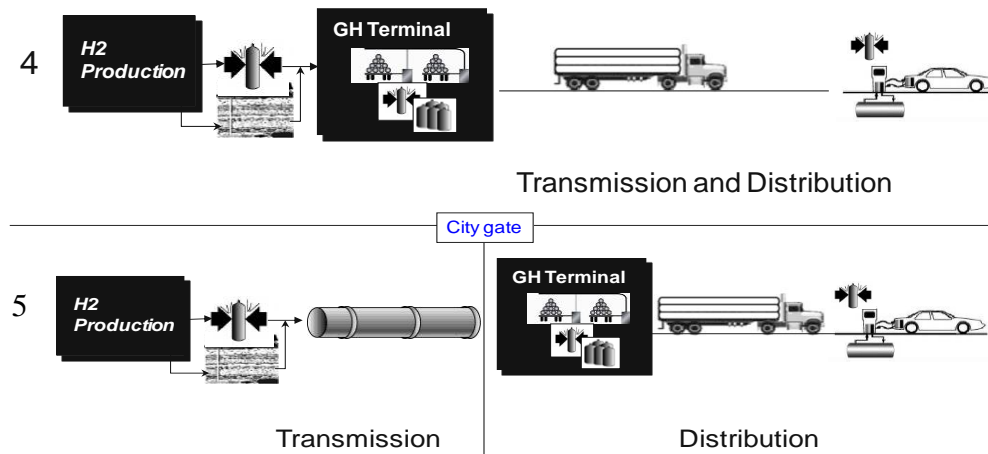 4
H2
Production
GH Terminal
Transmission and Distribution
City gate
5
H2
Production
GH Terminal
Transmission
Distribution